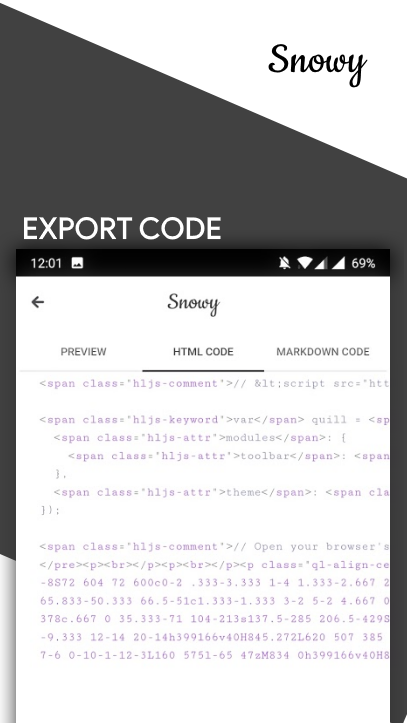 Snowy
EXPORT CODE
12:01
69%
Snowy
PREVIEW
HTML CODE
MARKDOWN CODE
<span class="hljs-comment">// &lt;script src="htt
<span class="hljs-keyword">var</span> quill = <sp
<span class="hljs-attr">modules</span>: {
<span class="hljs-attr">toolbar</span>: <span
},
<span class="hljs-attr">theme</span>: <span cla
});
<span class="hljs-comment">// Open your browser's
</pre><p><br></p><p><br></p><p class="ql-align-ce
-8S72 604 72 600c0-2 .333-3.333 1-4 1.333-2.667 2
65.833-50.333 66.5-51c1.333-1.333 3-2 5-2 4.667 0
378c.667 0 35.333-71 104-213s137.5-285 206.5-429S
-9.333 12-14 20-14h399166v40H845.272L620 507 385
7-6 0-10-1-12-3L160 575l-65 47zM834 0h399166v40H8